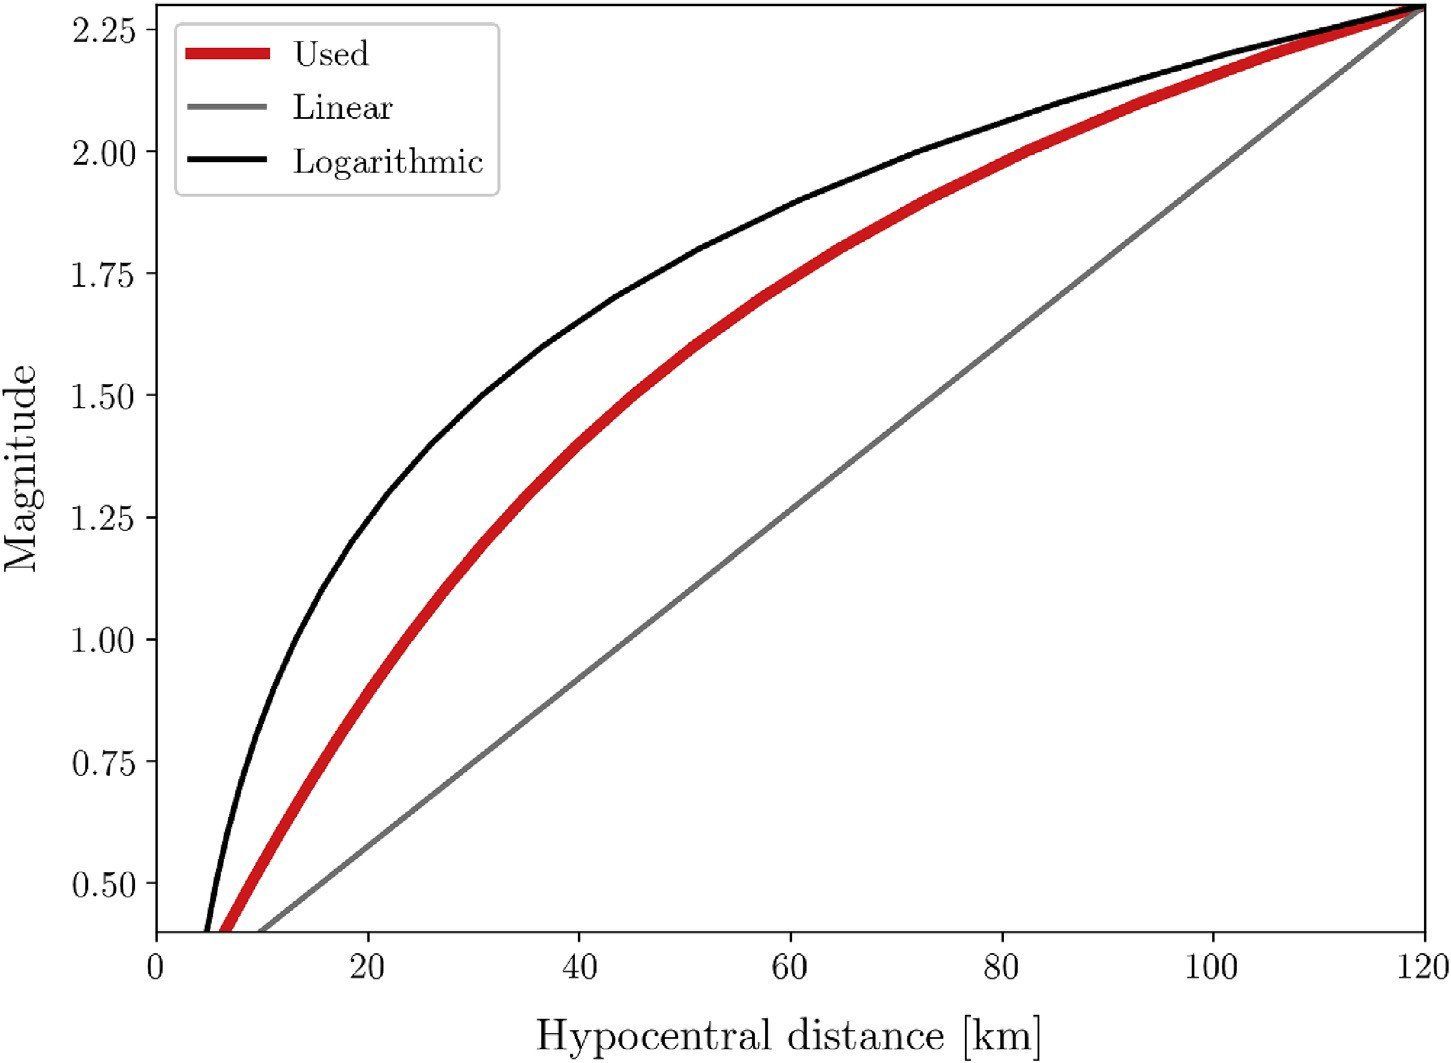 2.25
2.00
1.75
1.50
1.25
1.00
0.75
0.50
Magnitude
Used
Linear
Logarithmic
0 20 40 60 80 100 120
Hypocentral distance [km]